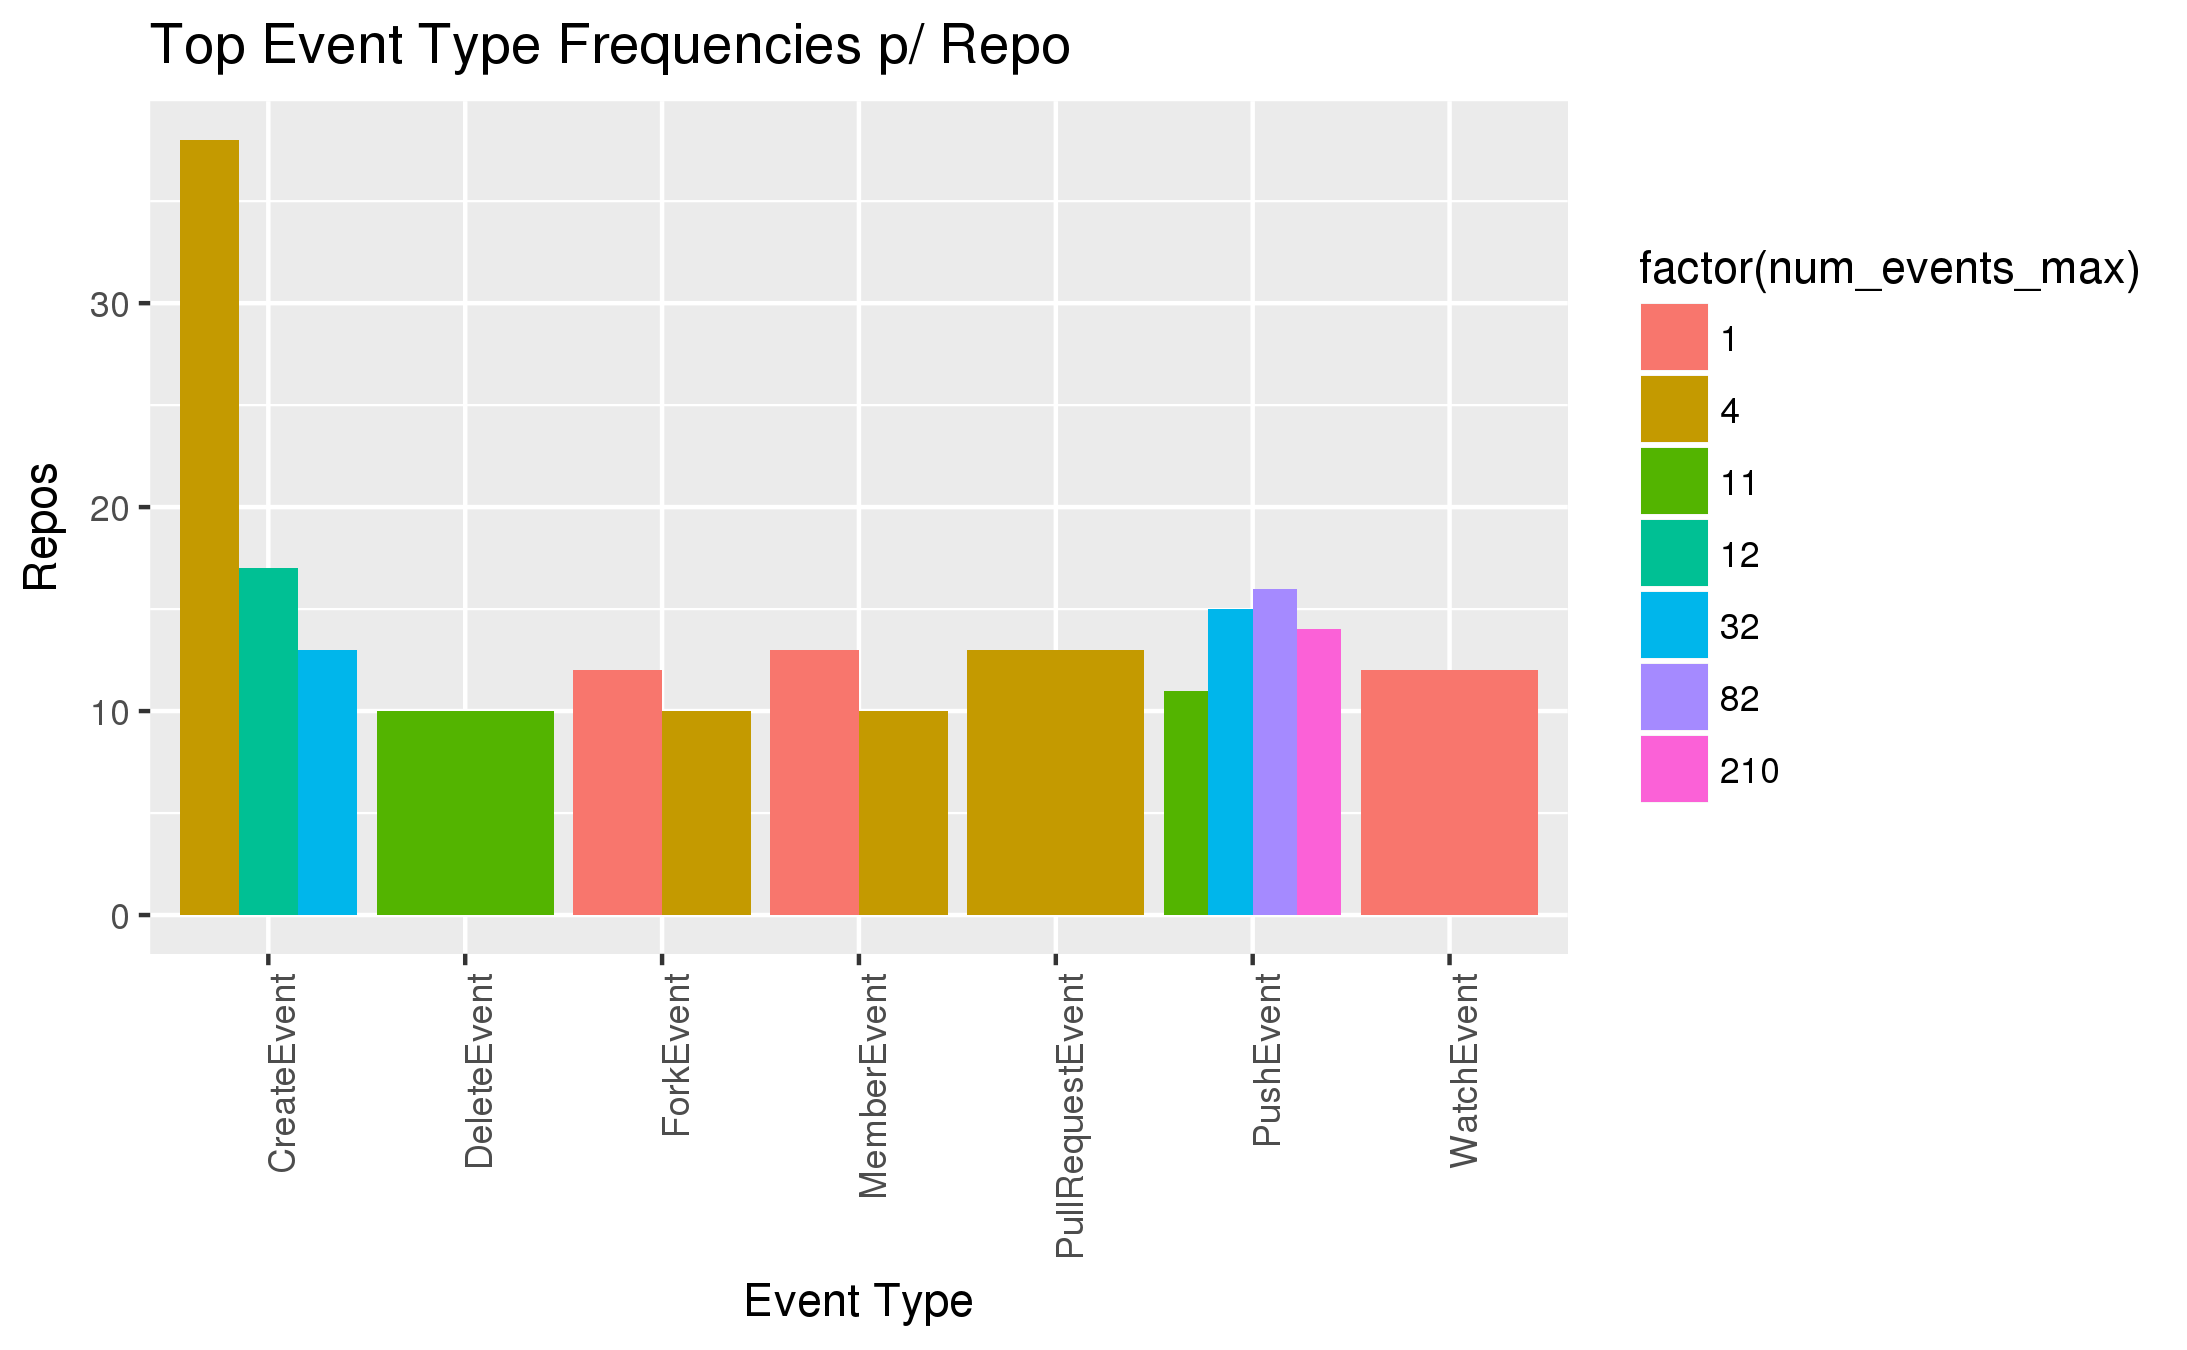 Top Event Type Frequencies p/ Repo
Repos
30
20
10
0
CreateEvent
DeleteEvent
ForkEvent
MemberEvent
PullRequestEvent
PushEvent
WatchEvent
Event Type
factor(num_events_max)
1
4
11
12
32
82
210